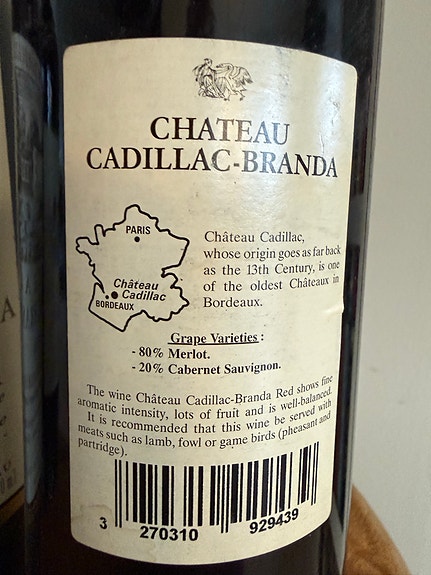 CHATEAU
CADILLAC-BRANDA
PARIS
Château
Cadillac
BORDEAUX
Château Cadillac,
whose origin goes as far back
as the 13th Century, is one
of the oldest Châteaux in
Bordeaux.
Grape Varieties :
- 80% Merlot.
- 20% Cabernet Sauvignon.
The wine Château Cadillac-Branda Red shows fine
aromatic intensity, lots of fruit and is well-balanced.
It is recommended that this wine be served with
meats such as lamb, fowl or game birds (pheasant and
partridge).
3 270310 929439